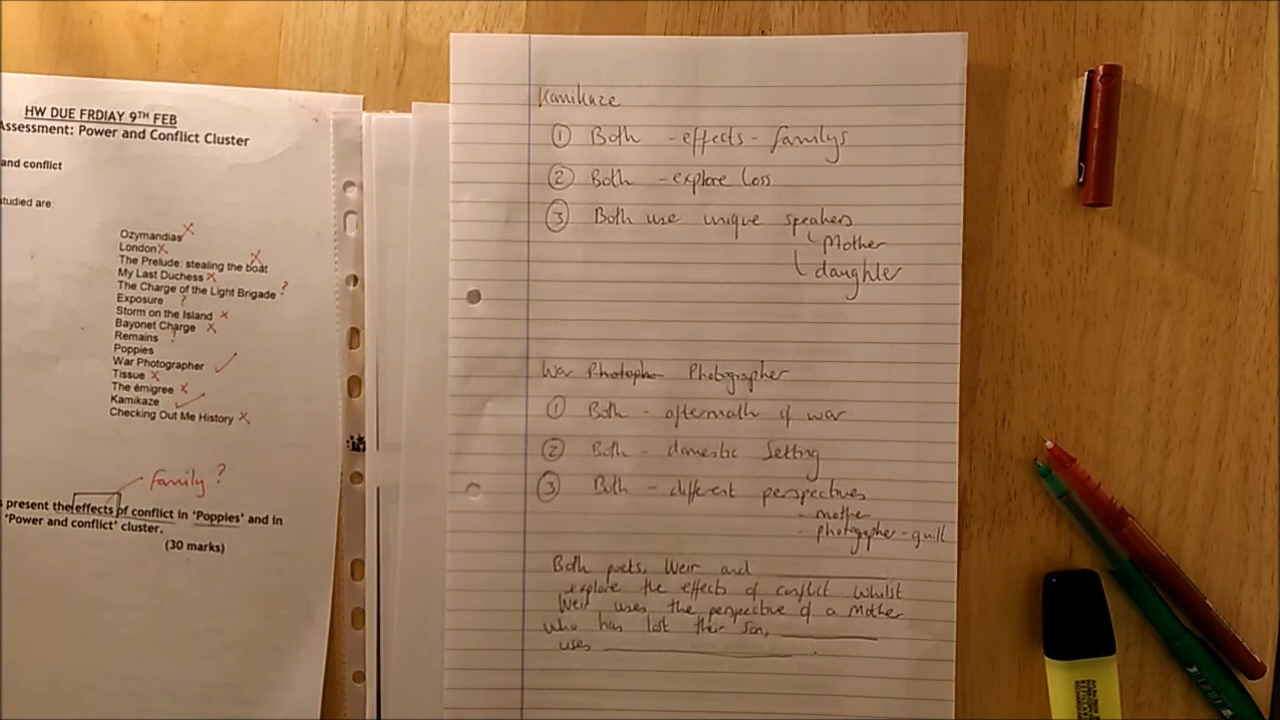 HW DUE FRDIAY 9TH FEB
Assessment: Power and Conflict Cluster
and conflict
studied are:
Ozymandias x
London x
The Prelude: stealing the boat x
My Last Duchess x
The Charge of the Light Brigade ?
Exposure ?
Storm on the Island x
Bayonet Charge x
Remains ?
Poppies
War Photographer ✓
Tissue x
The émigree x
Kamikaze ✓
Checking Out Me History x
family ?
s present the effects of conflict in 'Poppies' and in
'Power and conflict' cluster.
(30 marks)
Kamikaze
① Both - effects - familys
② Both - explore loss
③ Both use unique speakers
Mother
daughter
War Photopho Photographer
① Both - aftermath of war
② Both - domestic Setting
③ Both - different perspectives
- mother
- photographer - guilt
Both poets, Weir and ________
explore the effects of conflict whilst
Weir uses the perspective of a Mother
who has lost their son, ________
uses ________.